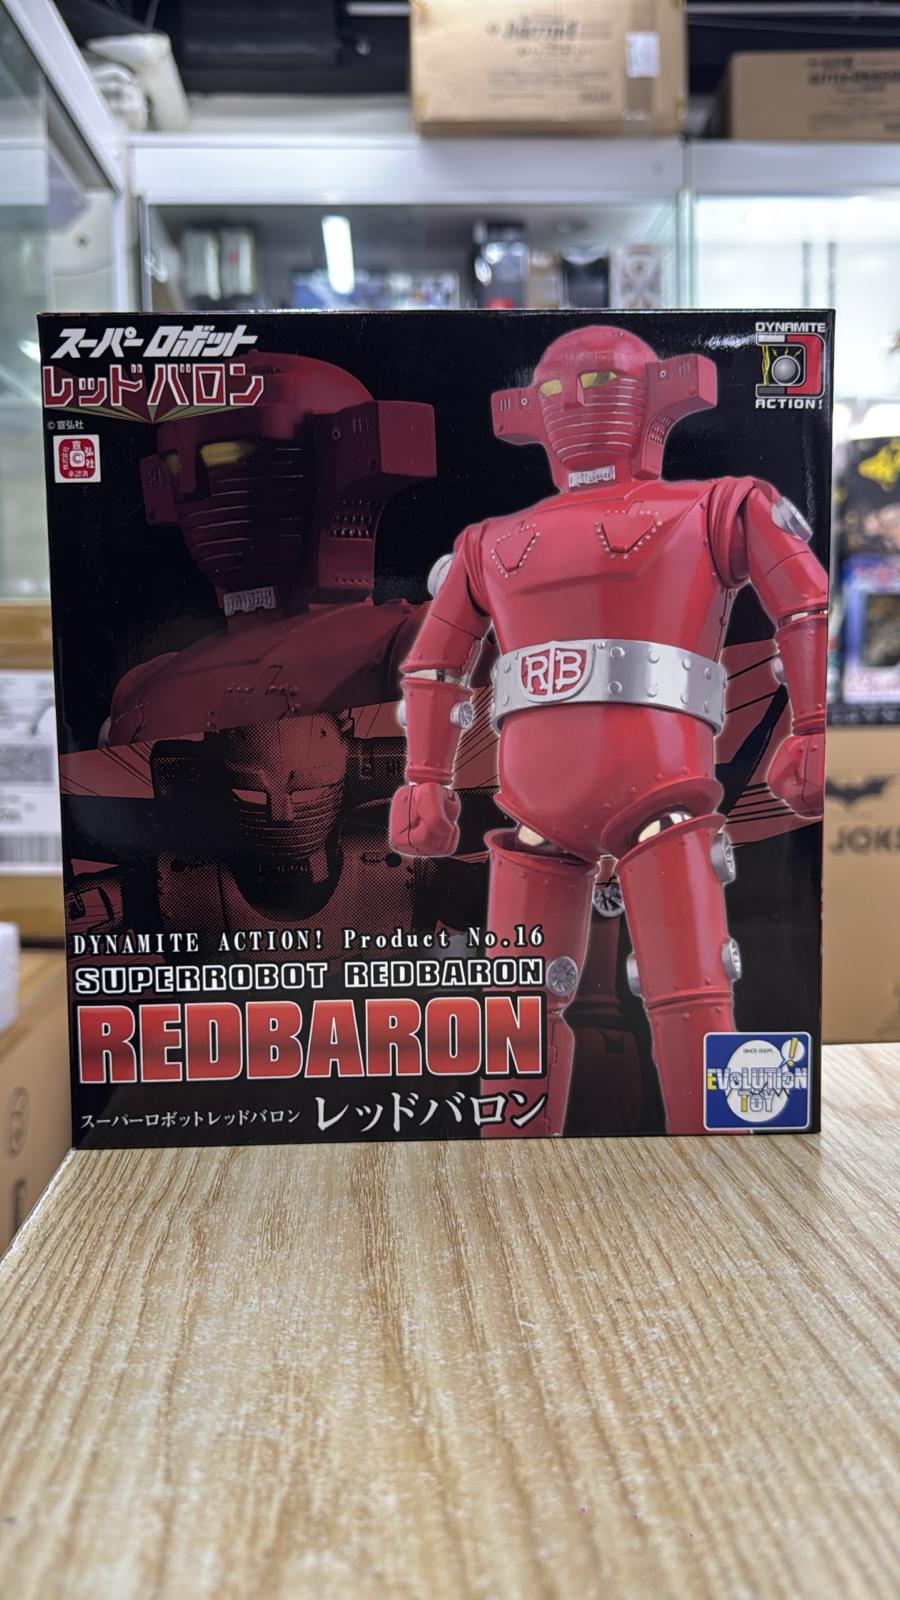 スーパーロボット
レッドバロン
©宣弘社
DYNAMITE
ACTION!
RB
DYNAMITE ACTION! Product No.16
SUPERROBOT REDBARON
REDBARON
スーパーロボットレッドバロン レッドバロン
EVOLUTION
TOY
JOK